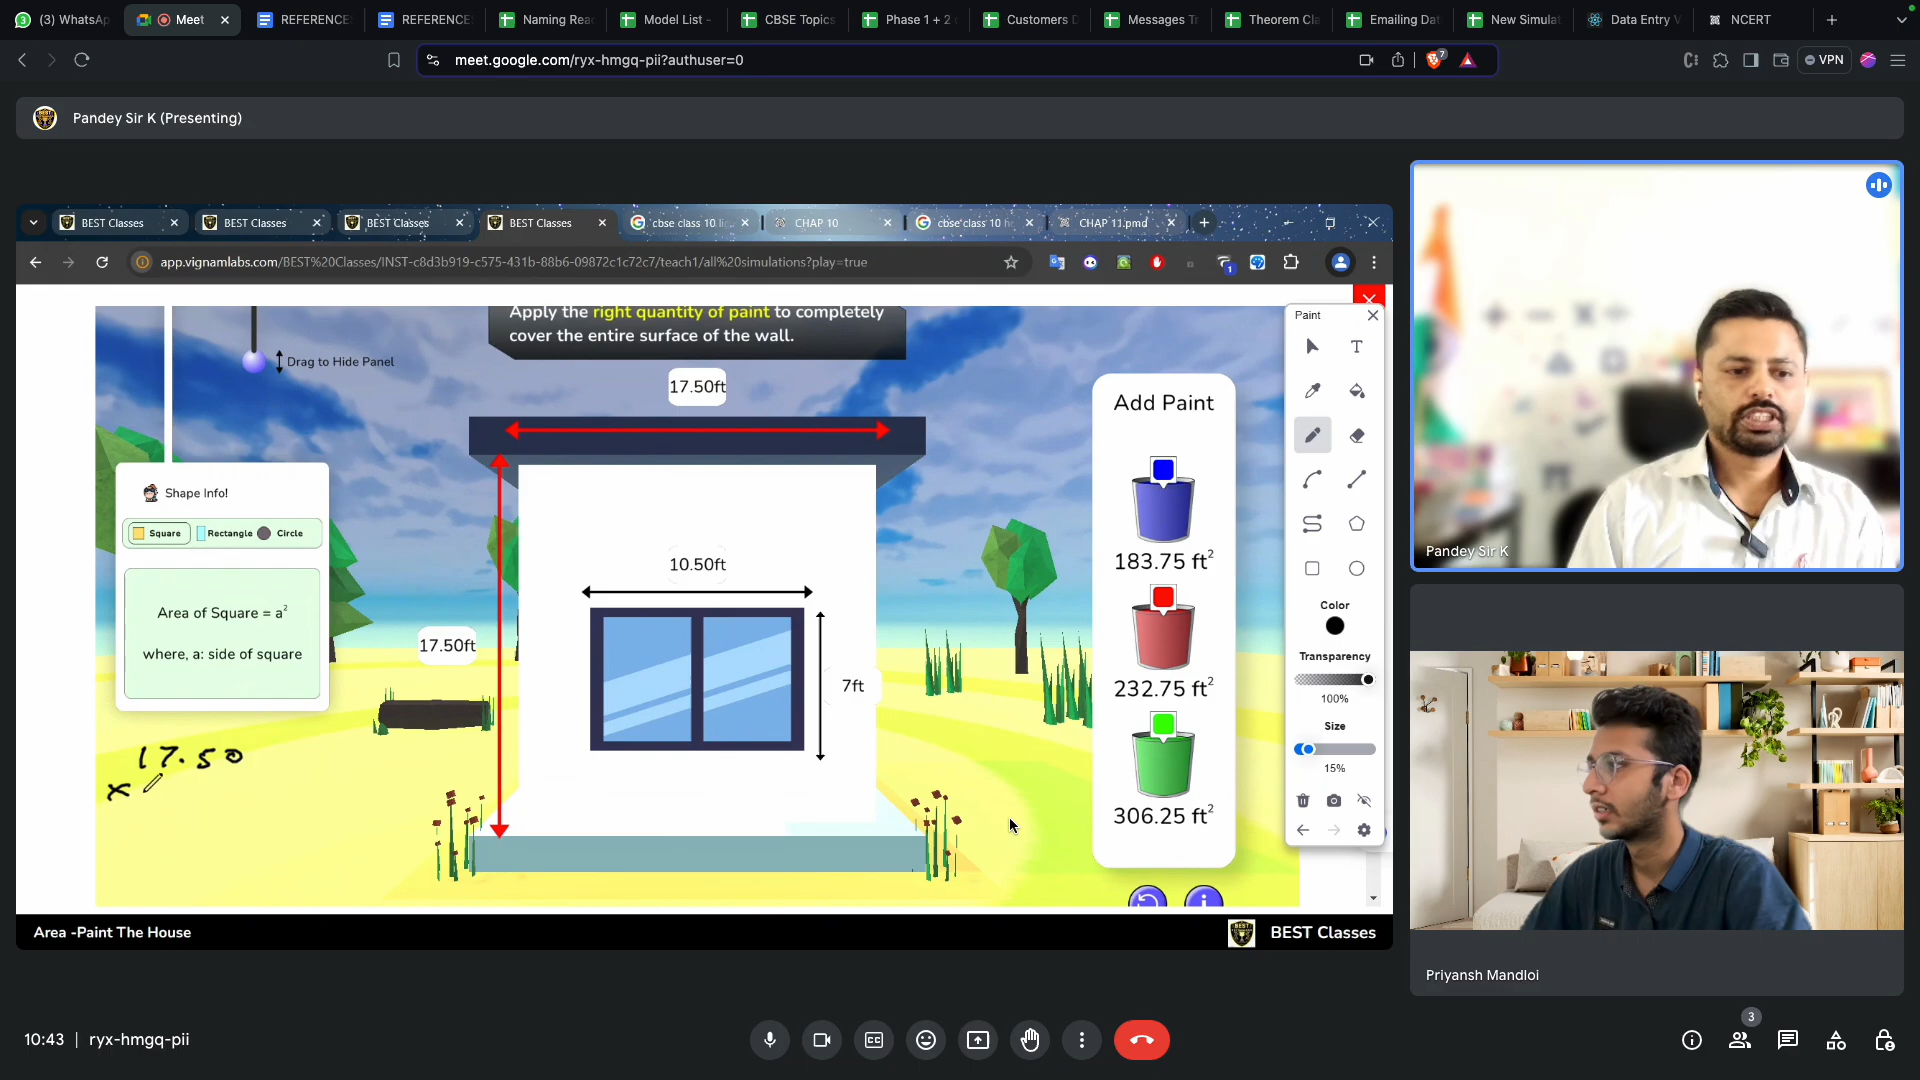 (3) WhatsAp
Meet
REFERENCE
REFERENCE
Naming Rea
Model List -
CBSE Topics
Phase 1 + 2
Customers D
Messages Tr
Theorem Cla
Emailing Dat
New Simulat
Data Entry V
NCERT
meet.google.com/ryx-hmgq-pii?authuser=0
7
VPN
Pandey Sir K (Presenting)
BEST Classes
BEST Classes
BEST Classes
BEST Classes
CHAP 10
CHAP 11.pmd
app.vignamlabs.com/BEST%20Classes/INST-c8d3b919-c575-431b-88b6-09872c1c72c7/teach1/all%20simulations?play=true
1
Apply the right quantity of paint to completely
cover the entire surface of the wall.
Drag to Hide Panel
17.50ft
Shape Info!
Square
Rectangle
Circle
Area of Square = a²
where, a: side of square
10.50ft
17.50ft
7ft
17.50
×
Add Paint
183.75 ft²
232.75 ft²
306.25 ft²
Paint
T
Color
Transparency
100%
Size
15%
Area -Paint The House
BEST Classes
Pandey Sir K
Priyansh Mandloi
10:43 | ryx-hmgq-pii
3